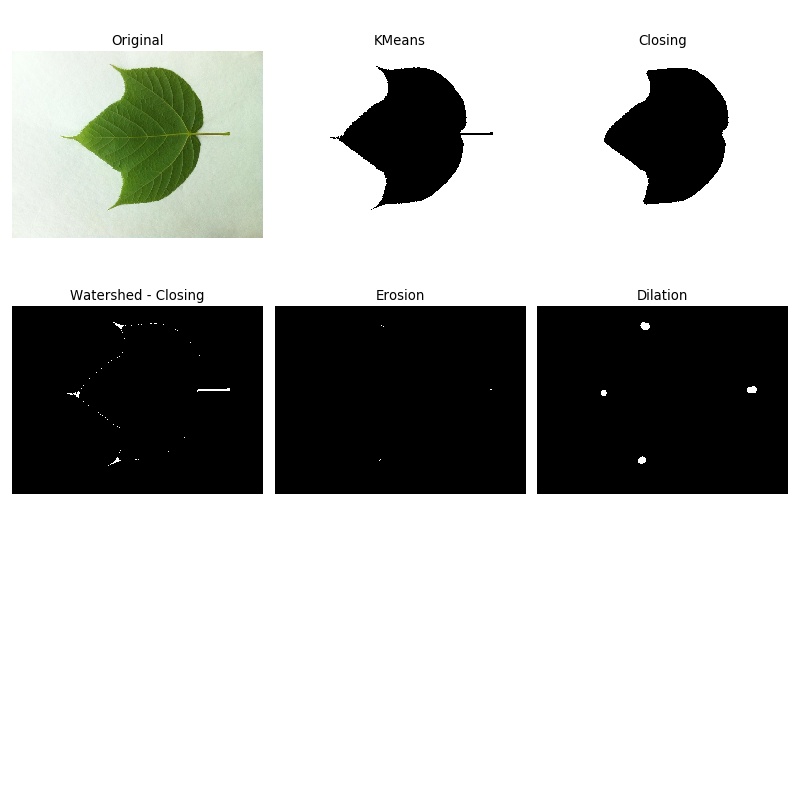 Original
KMeans
Closing
Watershed - Closing
Erosion
Dilation